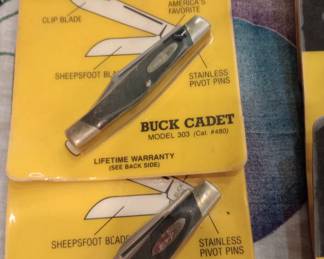 CLIP BLADE
AMERICA'S
FAVORITE
SHEEPSFOOT BLADE
STAINLESS
PIVOT PINS
BUCK CADET
MODEL 303 (Cat. #480)
LIFETIME WARRANTY
(SEE BACK SIDE)
SHEEPSFOOT BLADE
STAINLESS
PIVOT PINS